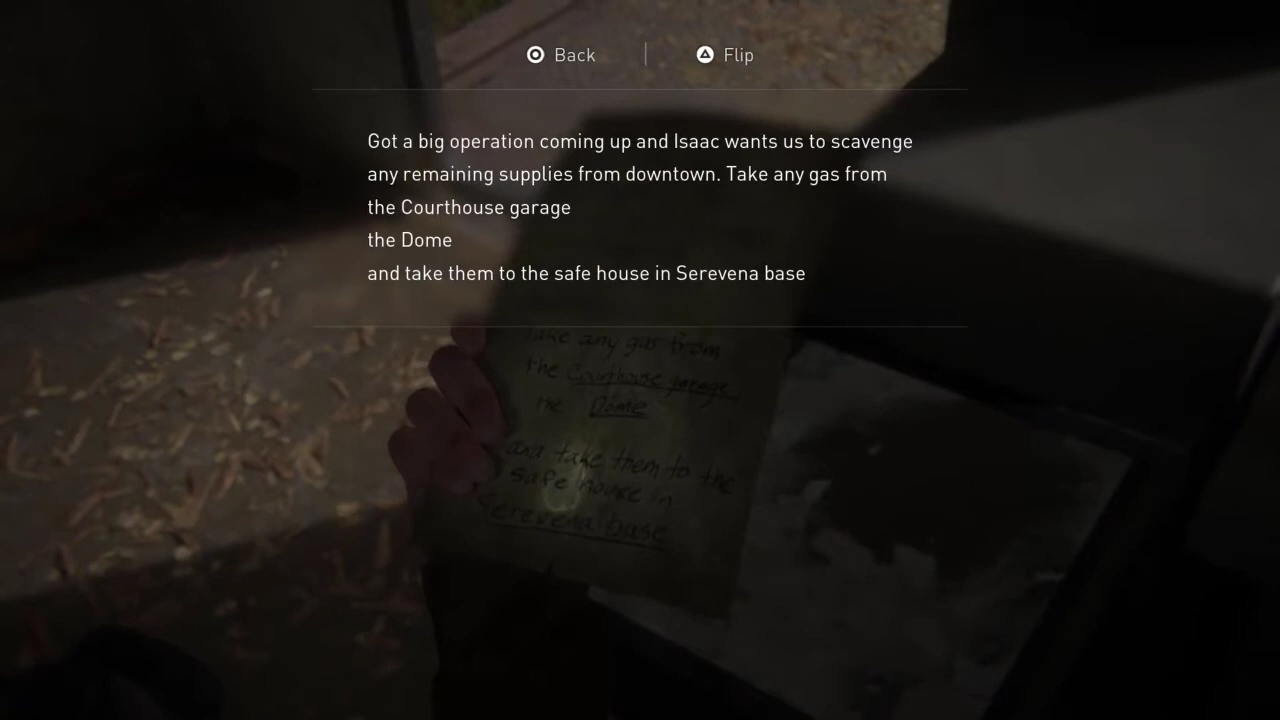 Back
Flip
Got a big operation coming up and Isaac wants us to scavenge
any remaining supplies from downtown. Take any gas from
the Courthouse garage
the Dome
and take them to the safe house in Serevena base
Take any gas from
the Courthouse garage
the Dome
and take them to the
safe house in
Serevena base